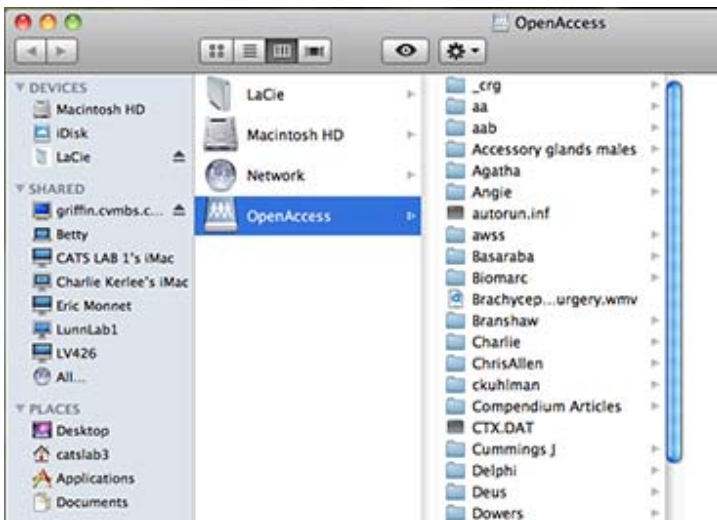 OpenAccess
DEVICES
Macintosh HD
iDisk
LaCie
SHARED
griffin.cvmbs.c...
Betty
CATS LAB 1's iMac
Charlie Kerlee's iMac
Eric Monnet
LunnLab1
LV426
All...
PLACES
Desktop
catslab3
Applications
Documents
LaCie
Macintosh HD
Network
OpenAccess
_crg
aa
aab
Accessory glands males
Agatha
Angie
autorun.inf
awss
Basaraba
Biomarc
Brachycep...urgery.wmv
Branshaw
Charlie
ChrisAllen
ckuhlman
Compendium Articles
CTX.DAT
Cummings J
Delphi
Deus
Dowers